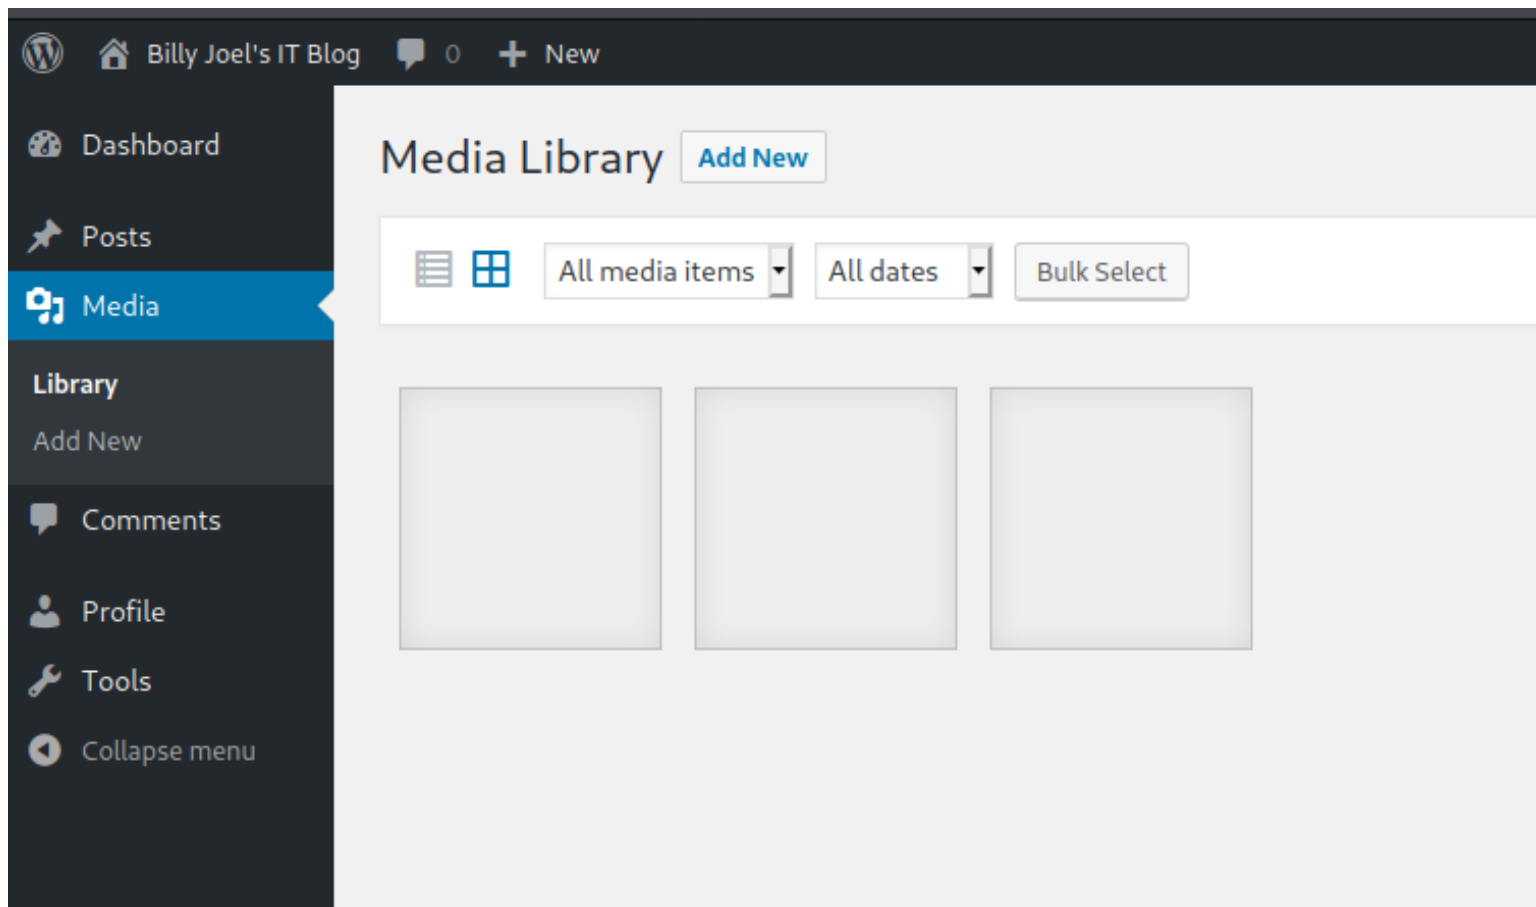 Billy Joel's IT Blog 0 New
Dashboard
Posts
Media
Library
Add New
Comments
Profile
Tools
Collapse menu
Media Library Add New
All media items All dates Bulk Select